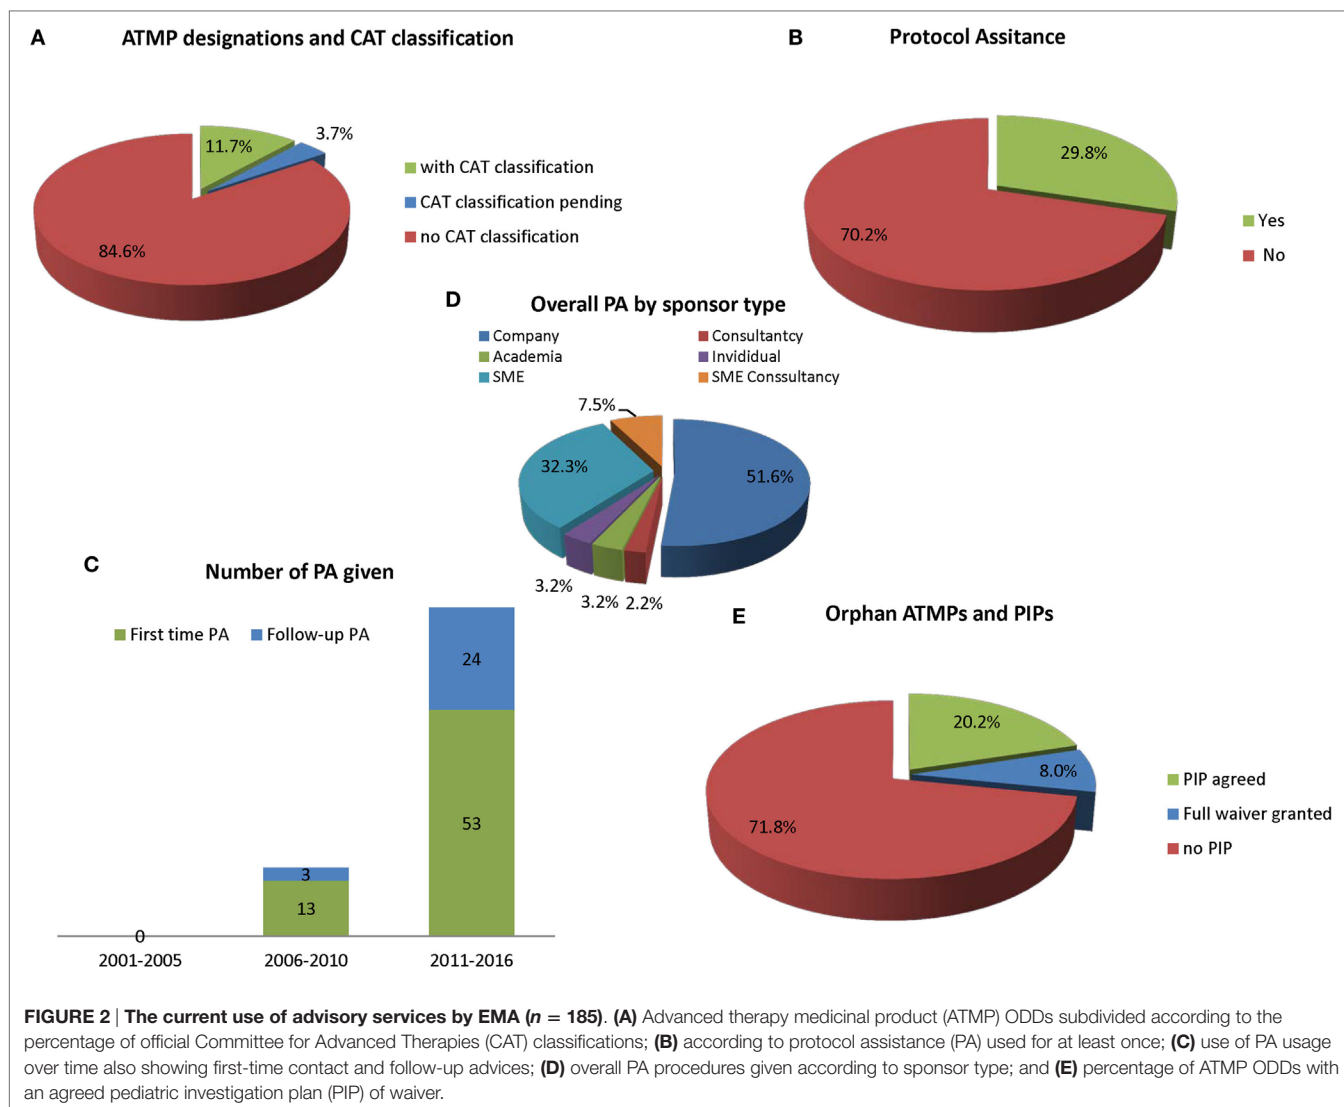 A
ATMP designations and CAT classification
11.7%
3.7%
84.6%
with CAT classification
CAT classification pending
no CAT classification
B
Protocol Assitance
29.8%
70.2%
Yes
No
D
Overall PA by sponsor type
Company
Consultantcy
Academia
Invididual
SME
SME Conssultancy
7.5%
32.3%
51.6%
3.2%
3.2%
2.2%
C
Number of PA given
First time PA
Follow-up PA
24
53
3
13
0
2001-2005
2006-2010
2011-2016
E
Orphan ATMPs and PIPs
20.2%
8.0%
71.8%
PIP agreed
Full waiver granted
no PIP
FIGURE 2 | The current use of advisory services by EMA (n = 185). (A) Advanced therapy medicinal product (ATMP) ODDs subdivided according to the
percentage of official Committee for Advanced Therapies (CAT) classifications; (B) according to protocol assistance (PA) used for at least once; (C) use of PA usage
over time also showing first-time contact and follow-up advices; (D) overall PA procedures given according to sponsor type; and (E) percentage of ATMP ODDs with
an agreed pediatric investigation plan (PIP) of waiver.